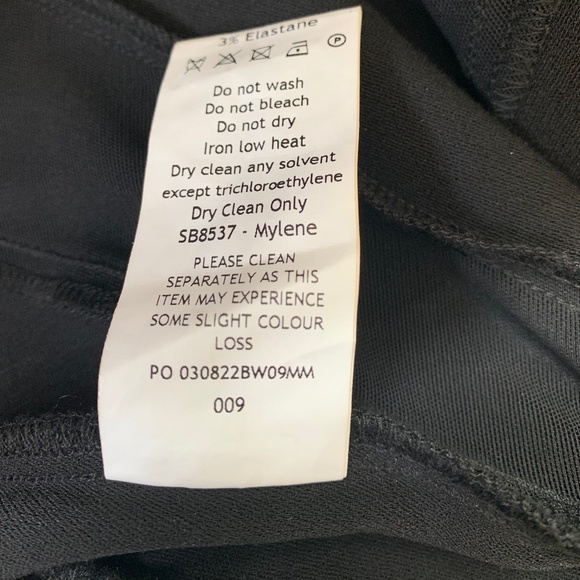 3% Elastane
P
Do not wash
Do not bleach
Do not dry
Iron low heat
Dry clean any solvent
except trichloroethylene
Dry Clean Only
SB8537 - Mylene
PLEASE CLEAN
SEPARATELY AS THIS
ITEM MAY EXPERIENCE
SOME SLIGHT COLOUR
LOSS
PO 030822BW09MM
009